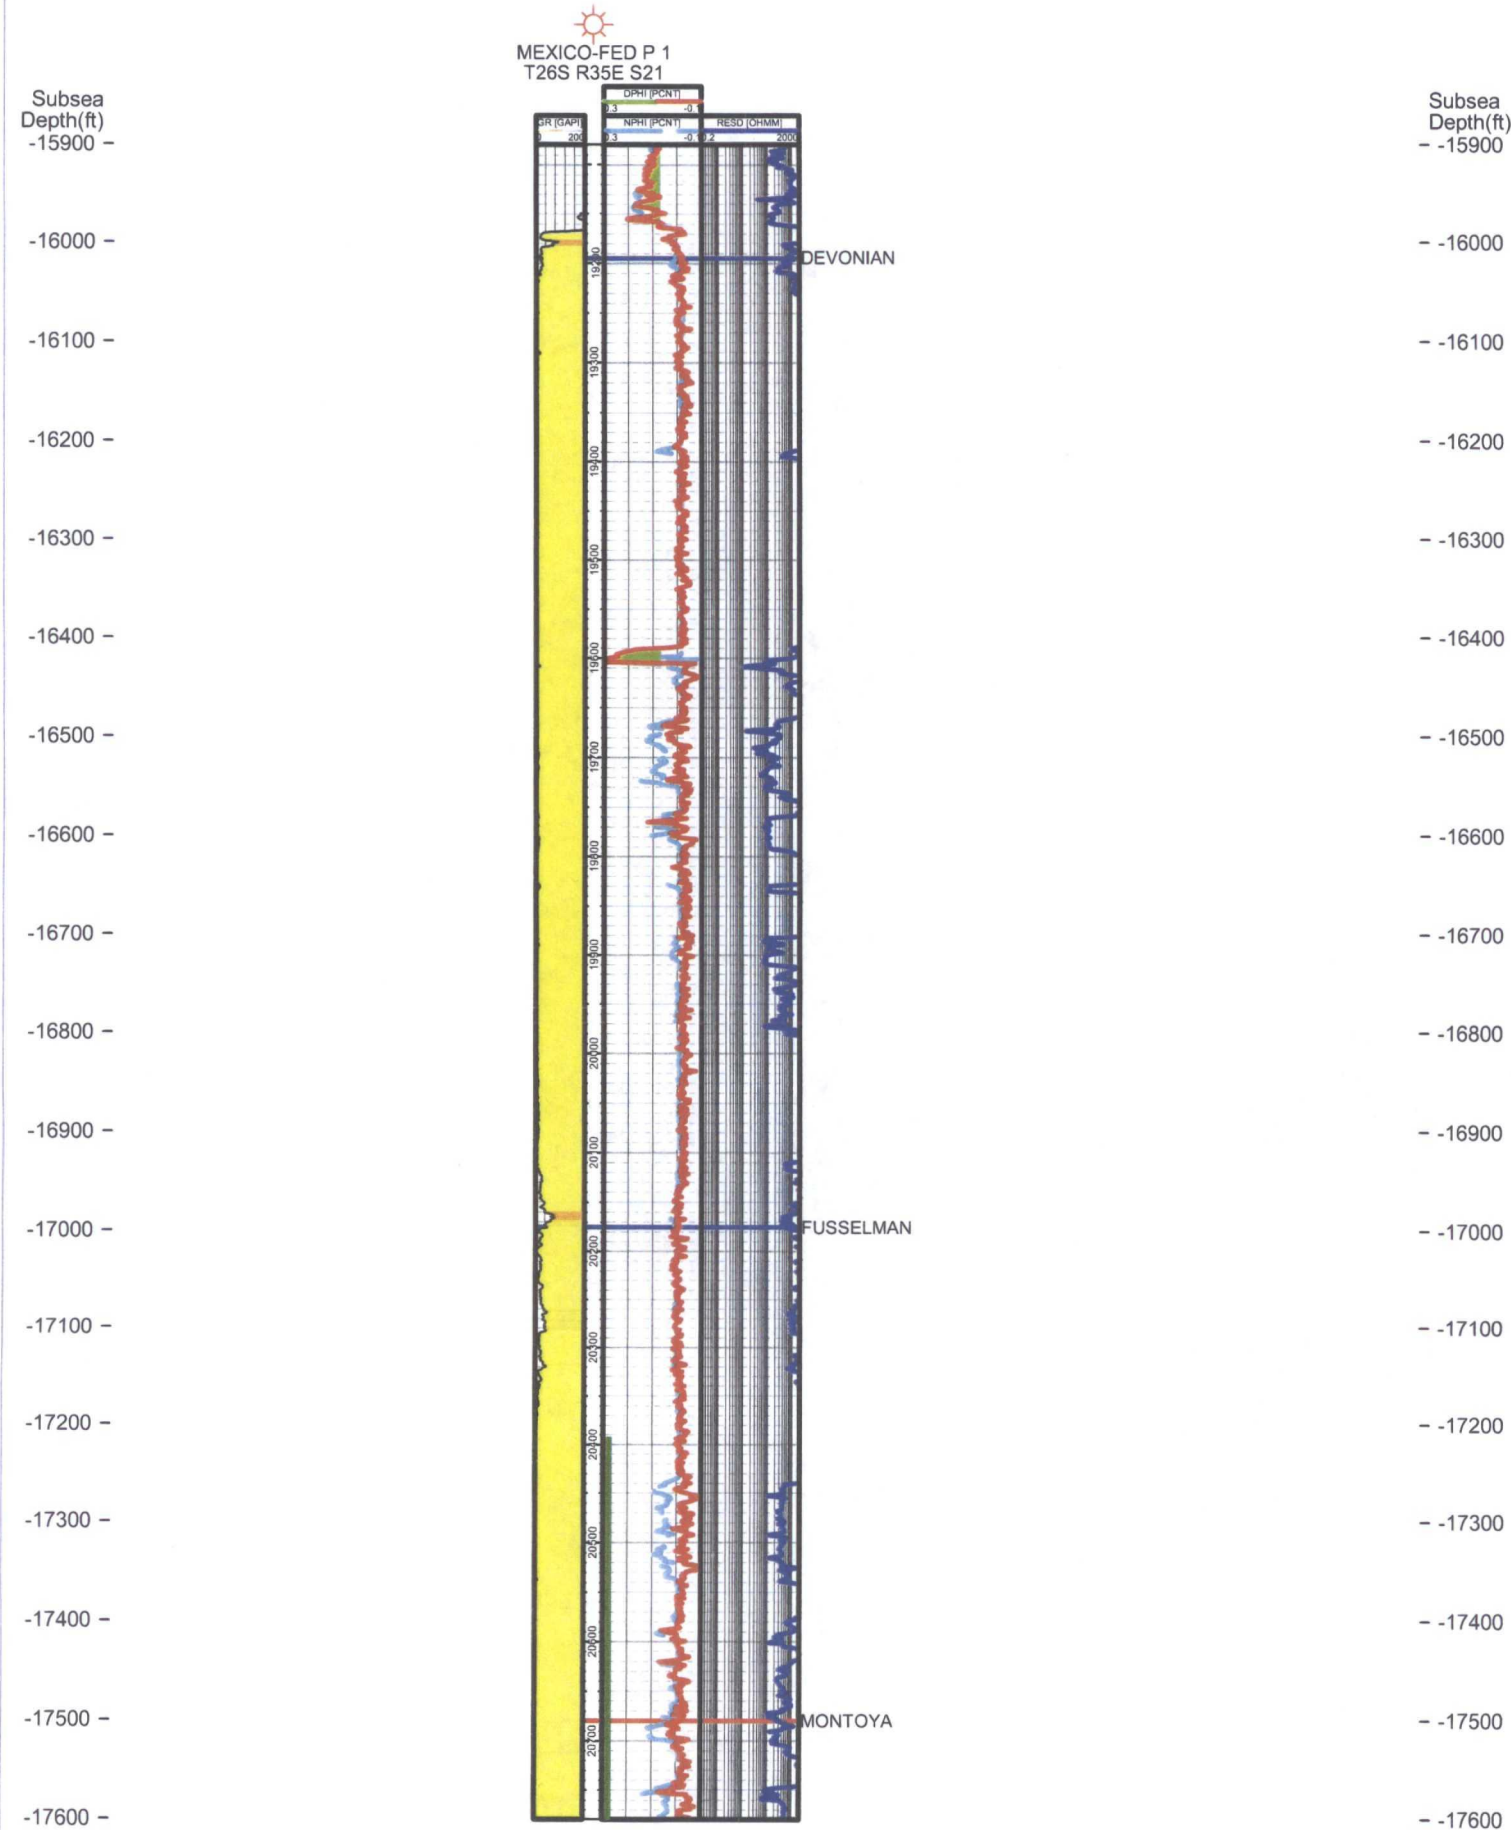 MEXICO-FED P 1
T26S R35E S21
Subsea
Depth(ft)
Subsea
Depth(ft)
DPHI [PCNT]
0.3 -0.1
GR [GAPI]
0 200
NPHI [PCNT]
0.3 -0.1
RESD [OHMM]
0.2 2000
-15900 – – -15900
-16000 – – -16000
19200
DEVONIAN
-16100 – – -16100
19300
-16200 – – -16200
19400
-16300 – – -16300
19500
-16400 – – -16400
19600
-16500 – – -16500
19700
-16600 – – -16600
19800
-16700 – – -16700
19900
-16800 – – -16800
20000
-16900 – – -16900
20100
-17000 – – -17000
FUSSELMAN
20200
-17100 – – -17100
20300
-17200 – – -17200
20400
-17300 – – -17300
20500
-17400 – – -17400
20600
-17500 – – -17500
MONTOYA
20700
-17600 – – -17600